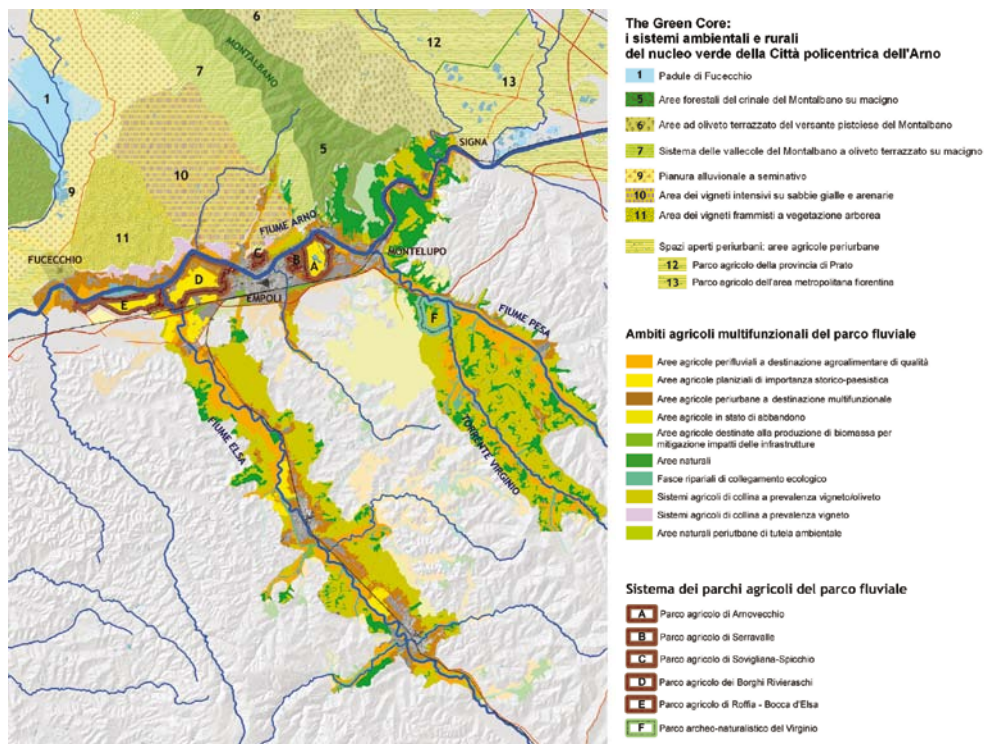 6
12
7
MONTALBANO
13
1
5
SIGNA
10
9
FIUME ARNO
11
C
B
A
MONTELUPO
FUCECCHIO
D
EMPOLI
E
F
FIUME PESA
FIUME ELSA
TORRENTE VIRGINIO
The Green Core:
i sistemi ambientali e rurali
del nucleo verde della Città policentrica dell'Arno
1 Padule di Fucecchio
5 Aree forestali del crinale del Montalbano su macigno
6 Aree ad oliveto terrazzato del versante pistoiese del Montalbano
7 Sistema delle vallecole del Montalbano a oliveto terrazzato su macigno
9 Pianura alluvionale a seminativo
10 Area dei vigneti intensivi su sabbie gialle e arenarie
11 Area dei vigneti frammisti a vegetazione arborea
Spazi aperti periurbani: aree agricole periurbane
12 Parco agricolo della provincia di Prato
13 Parco agricolo dell'area metropolitana fiorentina
Ambiti agricoli multifunzionali del parco fluviale
Aree agricole perifluviali a destinazione agroalimentare di qualità
Aree agricole planiziali di importanza storico-paesistica
Aree agricole periurbane a destinazione multifunzionale
Aree agricole in stato di abbandono
Aree agricole destinate alla produzione di biomassa per
mitigazione impatti delle infrastrutture
Aree naturali
Fasce ripariali di collegamento ecologico
Sistemi agricoli di collina a prevalenza vigneto/oliveto
Sistemi agricoli di collina a prevalenza vigneto
Aree naturali periutbane di tutela ambientale
Sistema dei parchi agricoli del parco fluviale
A Parco agricolo di Arnovecchio
B Parco agricolo di Serravalle
C Parco agricolo di Sovigliana-Spicchio
D Parco agricolo dei Borghi Rivieraschi
E Parco agricolo di Roffia - Bocca d'Elsa
F Parco archeo-naturalistico del Virginio